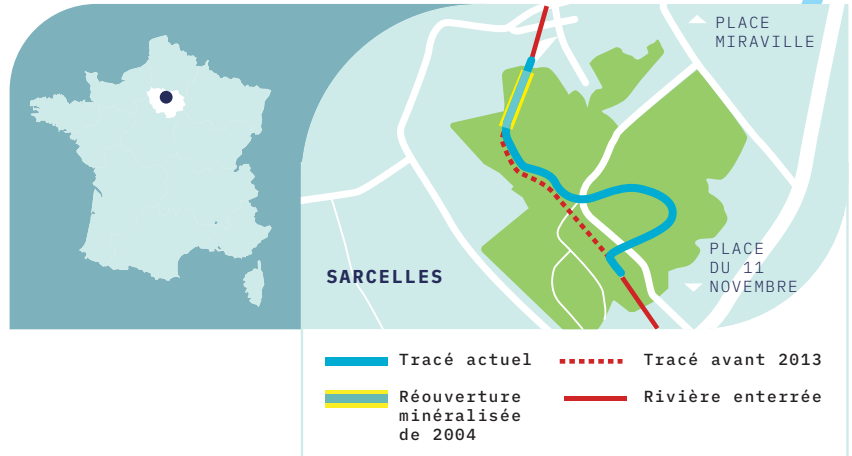 PLACE
MIRAVILLE
PLACE
DU 11
NOVEMBRE
SARCELLES
Tracé actuel
Tracé avant 2013
Réouverture
minéralisée
de 2004
Rivière enterrée